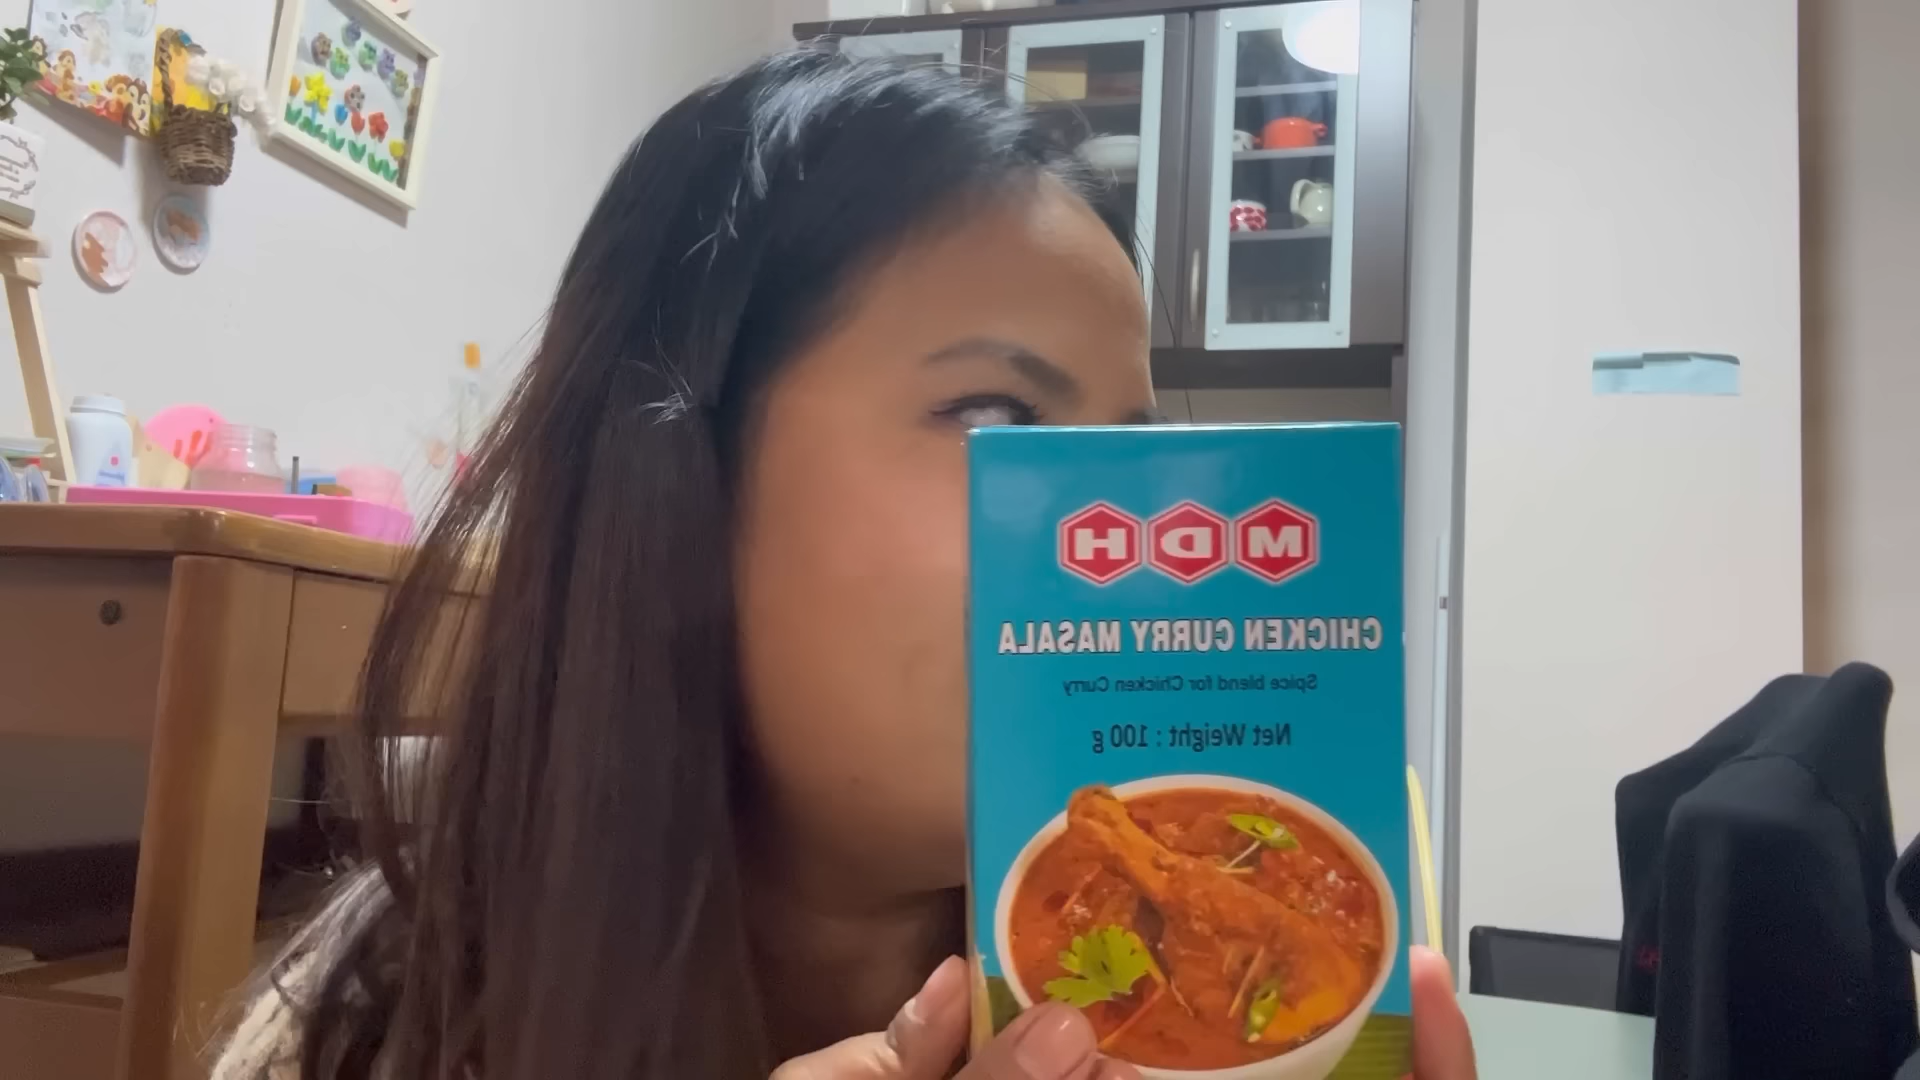 MDH
CHICKEN CURRY MASALA
Spice blend for Chicken Curry
Net Weight : 100 g